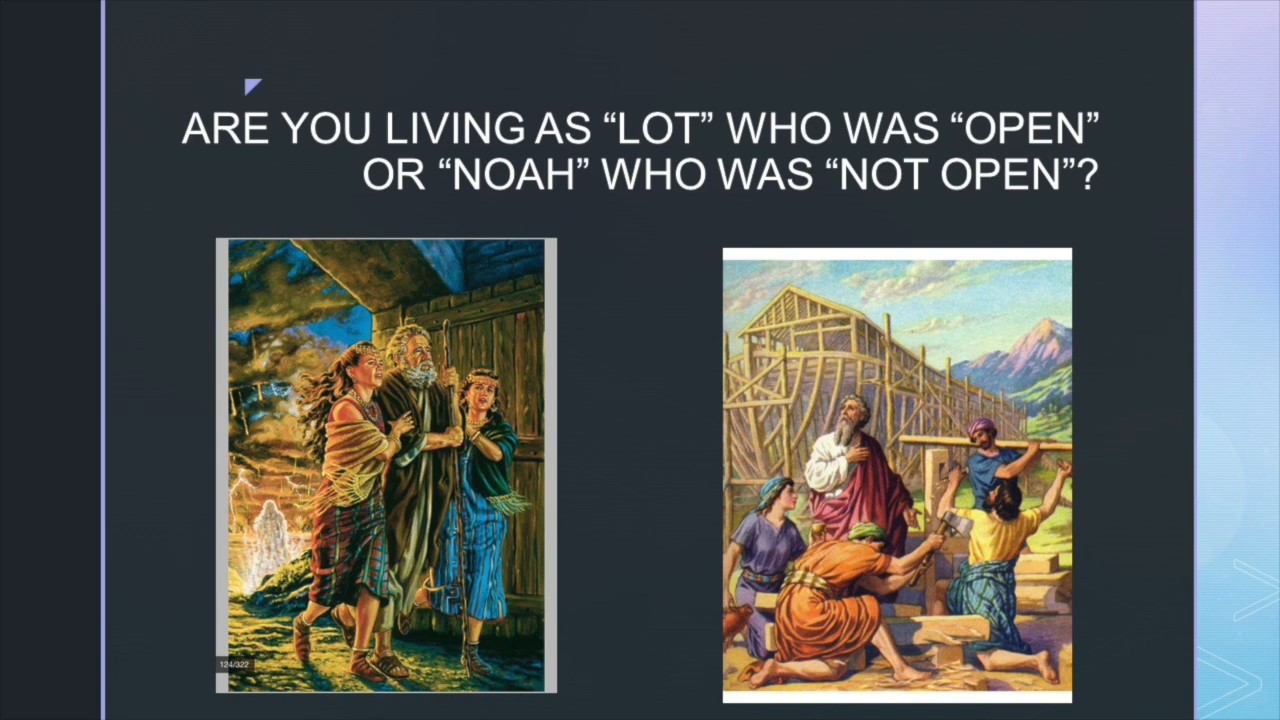 ARE YOU LIVING AS “LOT” WHO WAS “OPEN”
OR “NOAH” WHO WAS “NOT OPEN”?
124/322